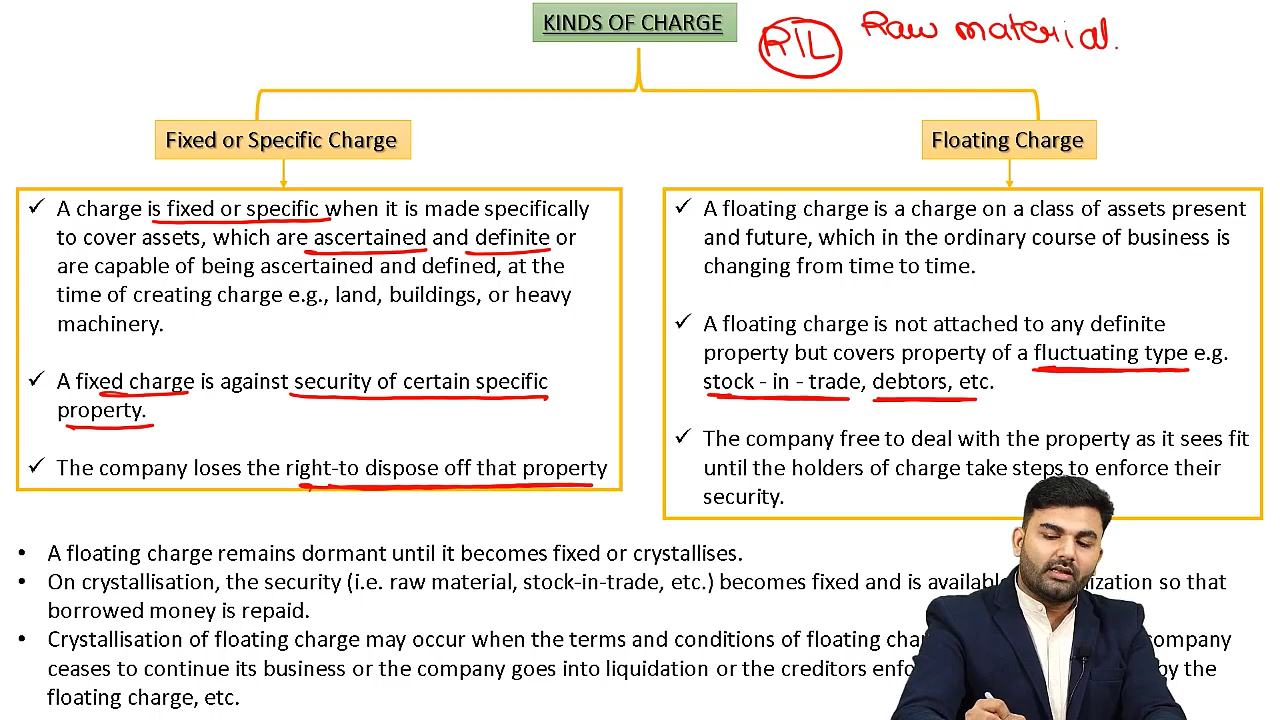 KINDS OF CHARGE
RIL Raw material.
Fixed or Specific Charge
A charge is fixed or specific when it is made specifically
to cover assets, which are ascertained and definite or
are capable of being ascertained and defined, at the
time of creating charge e.g., land, buildings, or heavy
machinery.
A fixed charge is against security of certain specific
property.
The company loses the right-to dispose off that property
Floating Charge
A floating charge is a charge on a class of assets present
and future, which in the ordinary course of business is
changing from time to time.
A floating charge is not attached to any definite
property but covers property of a fluctuating type e.g.
stock - in - trade, debtors, etc.
The company free to deal with the property as it sees fit
until the holders of charge take steps to enforce their
security.
• A floating charge remains dormant until it becomes fixed or crystallises.
• On crystallisation, the security (i.e. raw material, stock-in-trade, etc.) becomes fixed and is so that
borrowed money is repaid.
• Crystallisation of floating charge may occur when the terms and conditions of floating company
ceases to continue its business or the company goes into liquidation or the creditors by the
floating charge, etc.